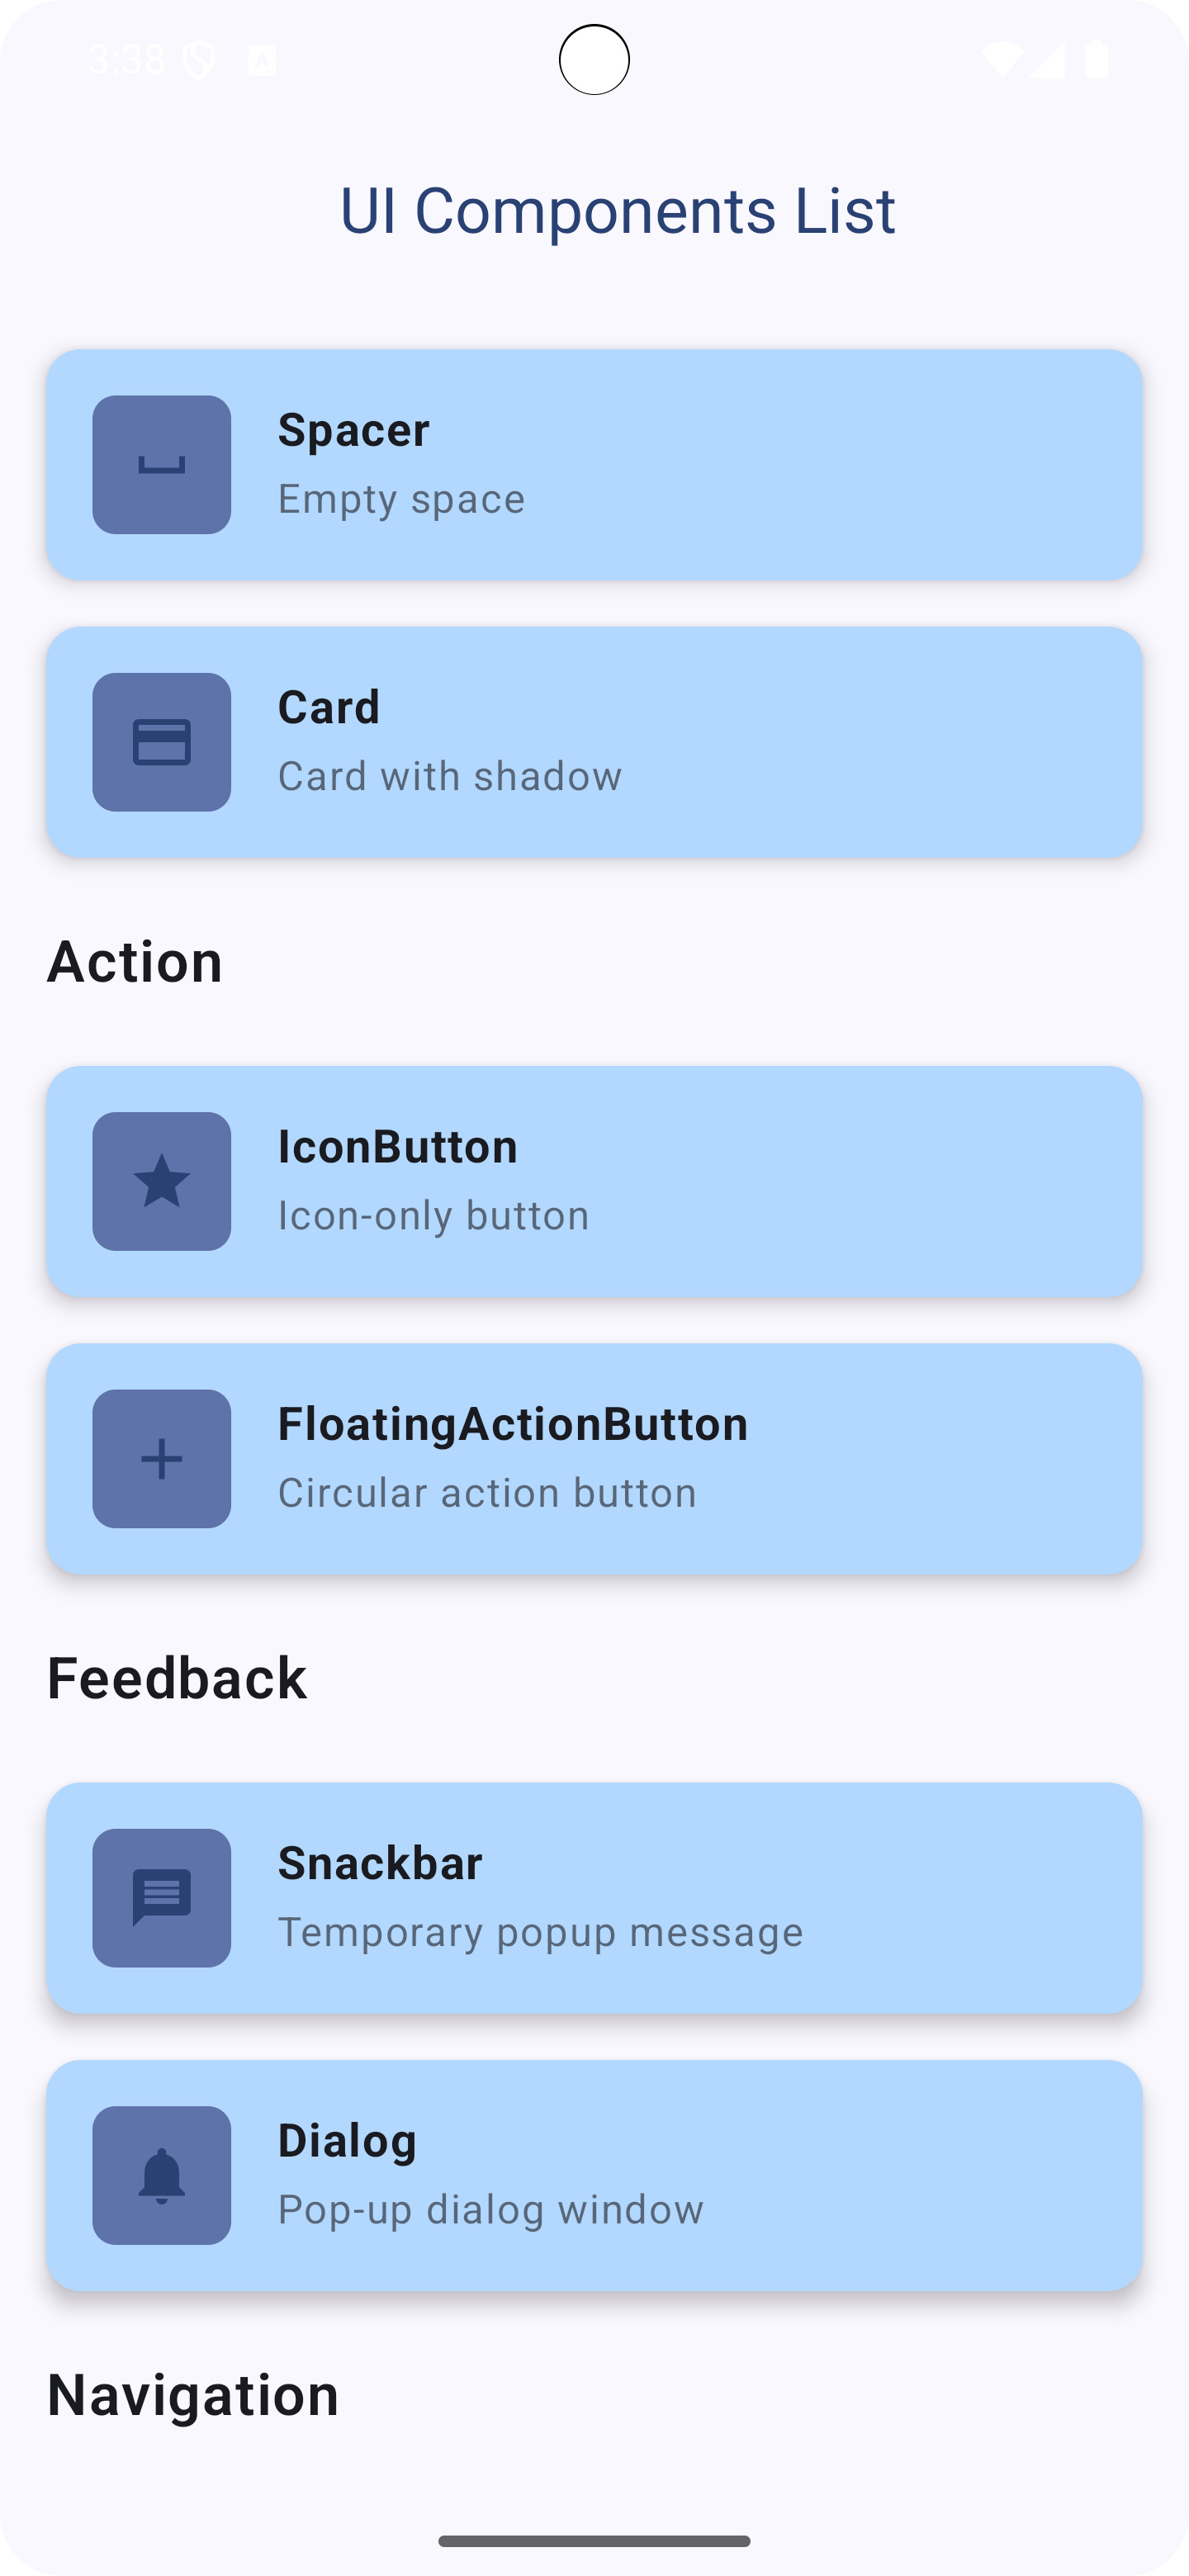 3:38
UI Components List
Spacer
Empty space
Card
Card with shadow
Action
IconButton
Icon-only button
FloatingActionButton
Circular action button
Feedback
Snackbar
Temporary popup message
Dialog
Pop-up dialog window
Navigation